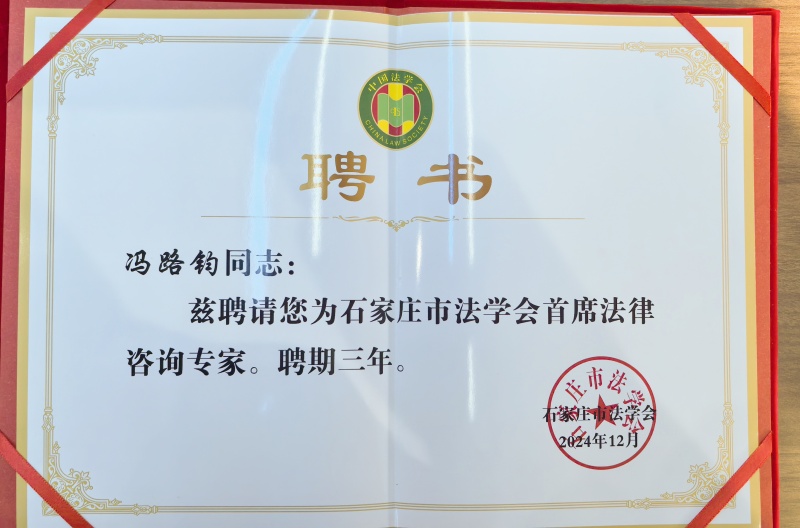 中国法学会
CHINA LAW SOCIETY
聘书
冯路钧同志：
兹聘请您为石家庄市法学会首席法律
咨询专家。聘期三年。
石家庄市法学会
石家庄市法学会
2024年12月